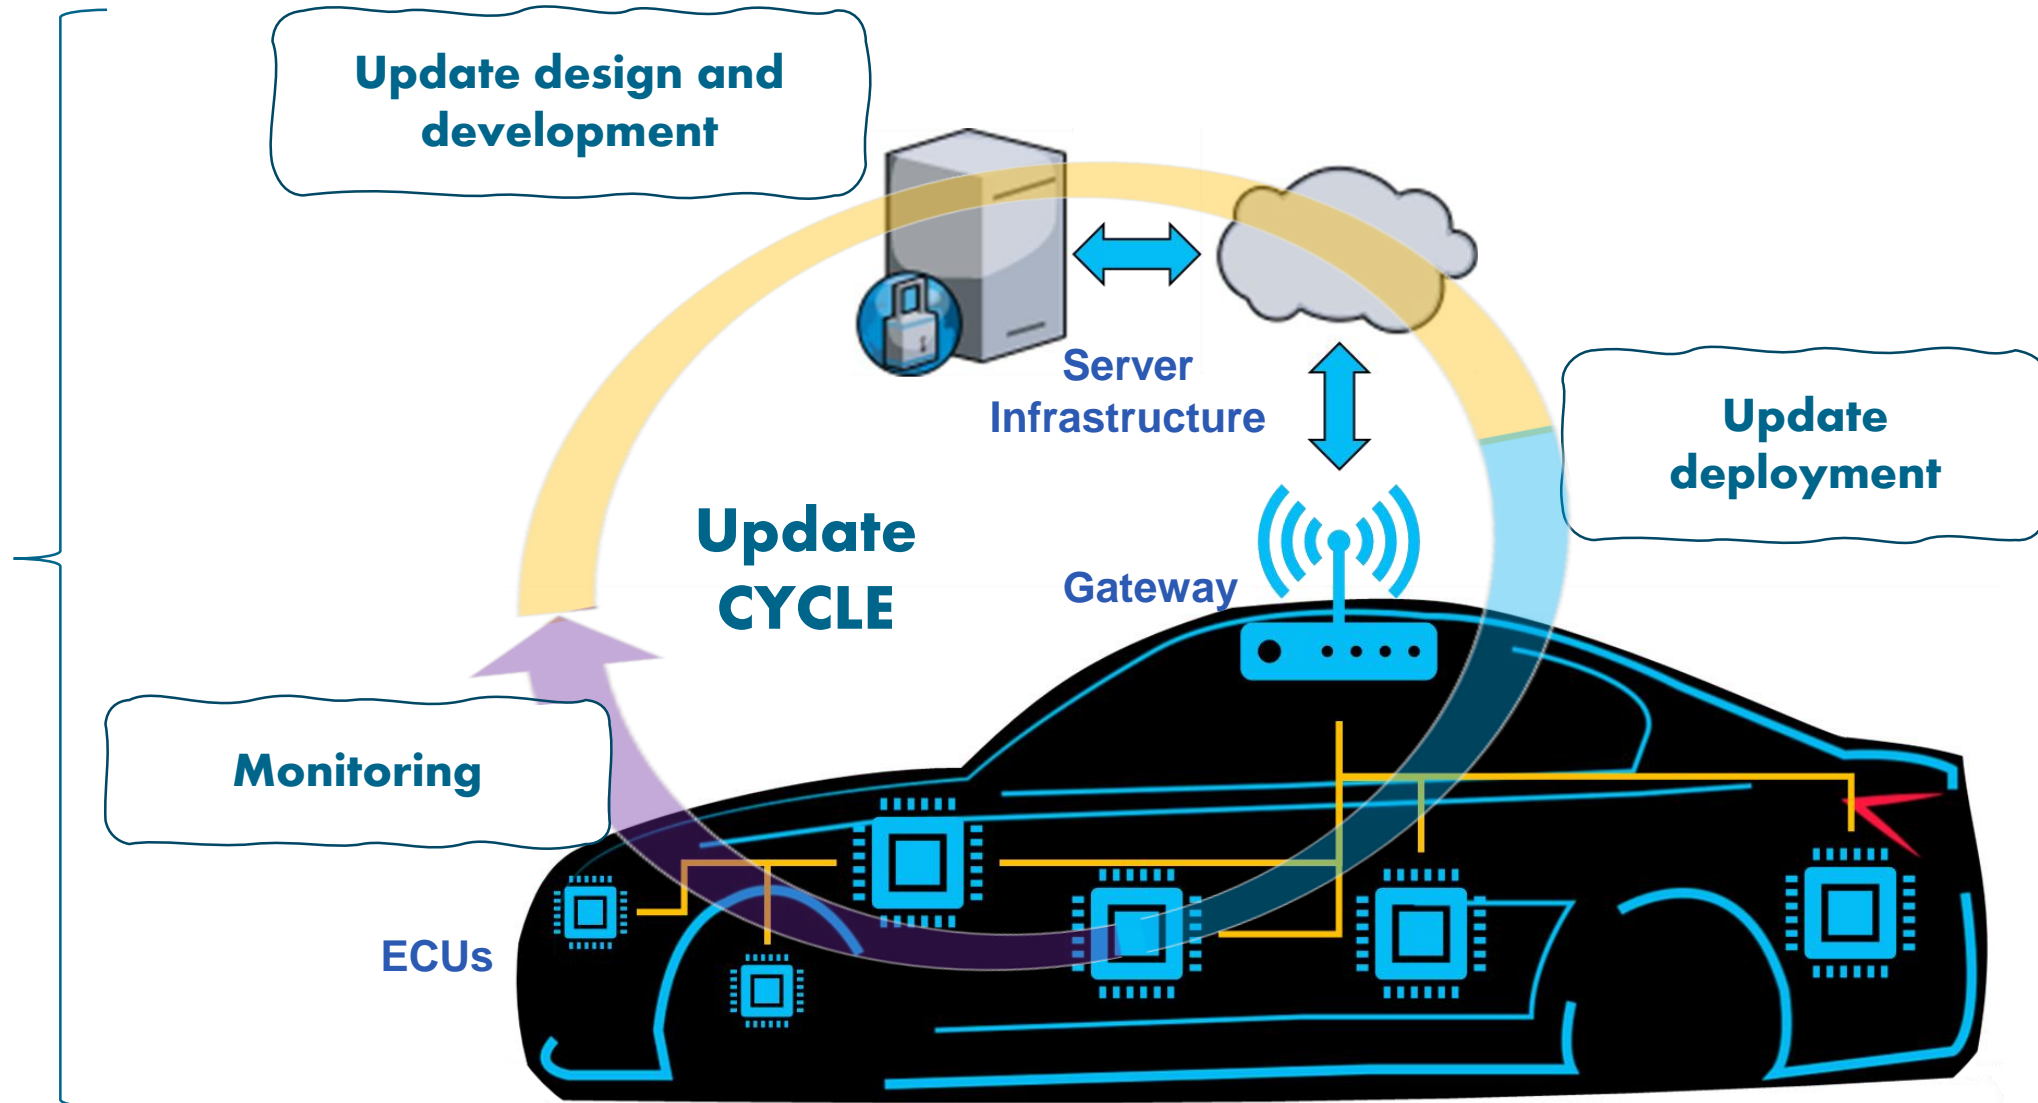 Update design and
development
Server
Infrastructure
Update
deployment
Update
CYCLE
Gateway
Monitoring
ECUs